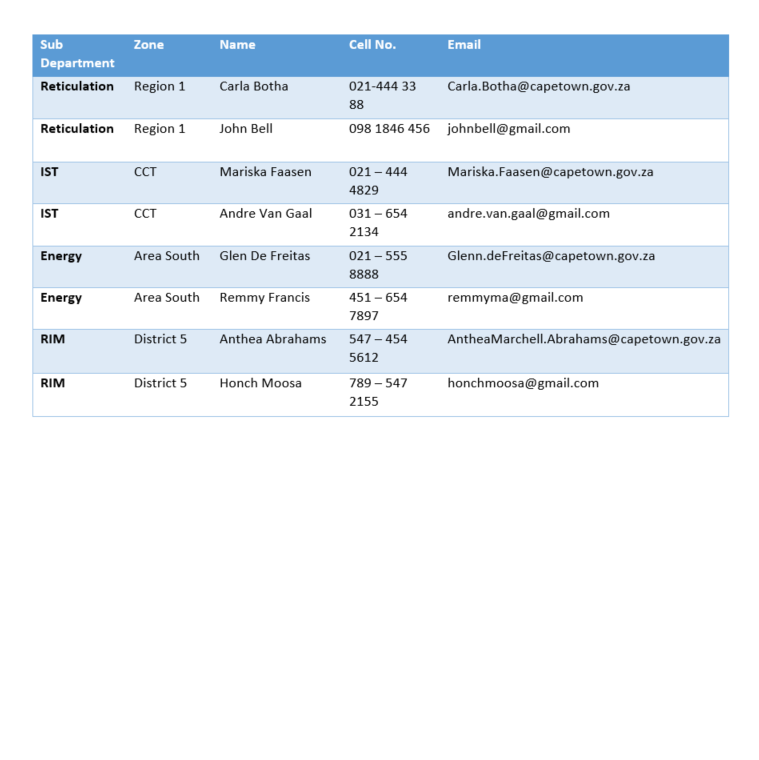 Sub Department Zone Name Cell No. Email
Reticulation Region 1 Carla Botha 021-444 33 88 Carla.Botha@capetown.gov.za
Reticulation Region 1 John Bell 098 1846 456 johnbell@gmail.com
IST CCT Mariska Faasen 021 – 444 4829 Mariska.Faasen@capetown.gov.za
IST CCT Andre Van Gaal 031 – 654 2134 andre.van.gaal@gmail.com
Energy Area South Glen De Freitas 021 – 555 8888 Glenn.deFreitas@capetown.gov.za
Energy Area South Remmy Francis 451 – 654 7897 remmyma@gmail.com
RIM District 5 Anthea Abrahams 547 – 454 5612 AntheaMarchell.Abrahams@capetown.gov.za
RIM District 5 Honch Moosa 789 – 547 2155 honchmoosa@gmail.com